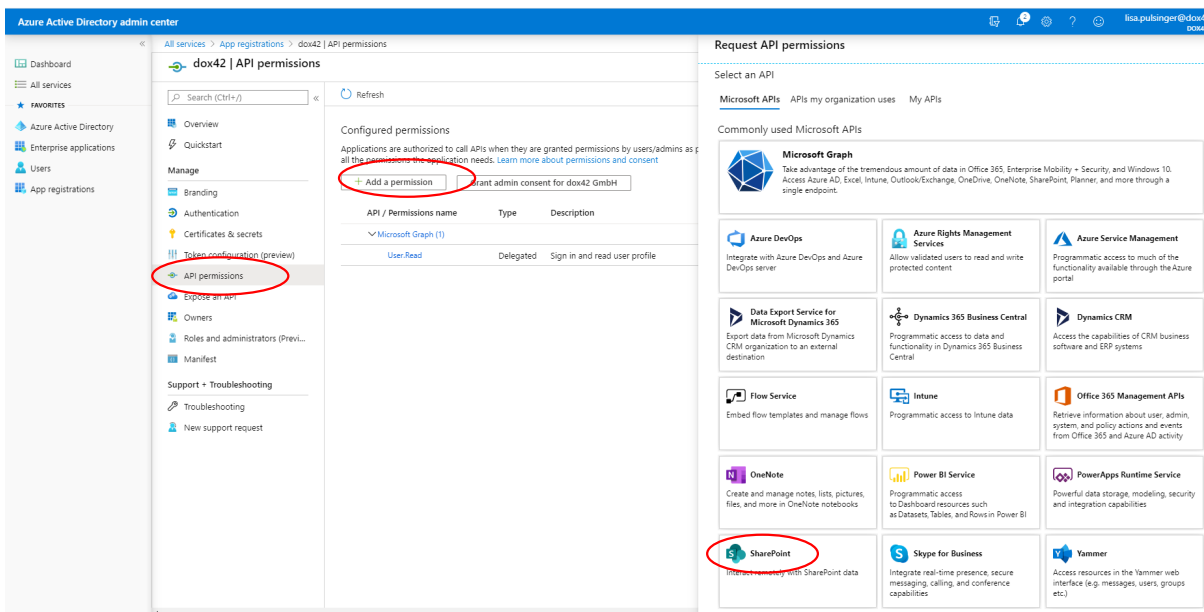 Azure Active Directory admin center
2
lisa.pulsinger@dox4
DOX4
«
Dashboard
All services
FAVORITES
Azure Active Directory
Enterprise applications
Users
App registrations
All services > App registrations > dox42 | API permissions
dox42 | API permissions
Search (Ctrl+/)
«
Overview
Quickstart
Manage
Branding
Authentication
Certificates & secrets
Token configuration (preview)
API permissions
Expose an API
Owners
Roles and administrators (Previ...
Manifest
Support + Troubleshooting
Troubleshooting
New support request
Refresh
Configured permissions
Applications are authorized to call APIs when they are granted permissions by users/admins as p
all the permissions the application needs. Learn more about permissions and consent
+ Add a permission
Grant admin consent for dox42 GmbH
API / Permissions name Type Description
Microsoft Graph (1)
User.Read Delegated Sign in and read user profile
Request API permissions
Select an API
Microsoft APIs APIs my organization uses My APIs
Commonly used Microsoft APIs
Microsoft Graph
Take advantage of the tremendous amount of data in Office 365, Enterprise Mobility + Security, and Windows 10.
Access Azure AD, Excel, Intune, Outlook/Exchange, OneDrive, OneNote, SharePoint, Planner, and more through a
single endpoint.
Azure DevOps
Integrate with Azure DevOps and Azure
DevOps server
Azure Rights Management
Services
Allow validated users to read and write
protected content
Azure Service Management
Programmatic access to much of the
functionality available through the Azure
portal
Data Export Service for
Microsoft Dynamics 365
Export data from Microsoft Dynamics
CRM organization to an external
destination
Dynamics 365 Business Central
Programmatic access to data and
functionality in Dynamics 365 Business
Central
Dynamics CRM
Access the capabilities of CRM business
software and ERP systems
Flow Service
Embed flow templates and manage flows
Intune
Programmatic access to Intune data
Office 365 Management APIs
Retrieve information about user, admin,
system, and policy actions and events
from Office 365 and Azure AD activity
OneNote
Create and manage notes, lists, pictures,
files, and more in OneNote notebooks
Power BI Service
Programmatic access
to Dashboard resources such
as Datasets, Tables, and Rows in Power BI
PowerApps Runtime Service
Powerful data storage, modeling, security
and integration capabilities
SharePoint
Interact remotely with SharePoint data
Skype for Business
Integrate real-time presence, secure
messaging, calling, and conference
capabilities
Yammer
Access resources in the Yammer web
interface (e.g. messages, users, groups
etc.)